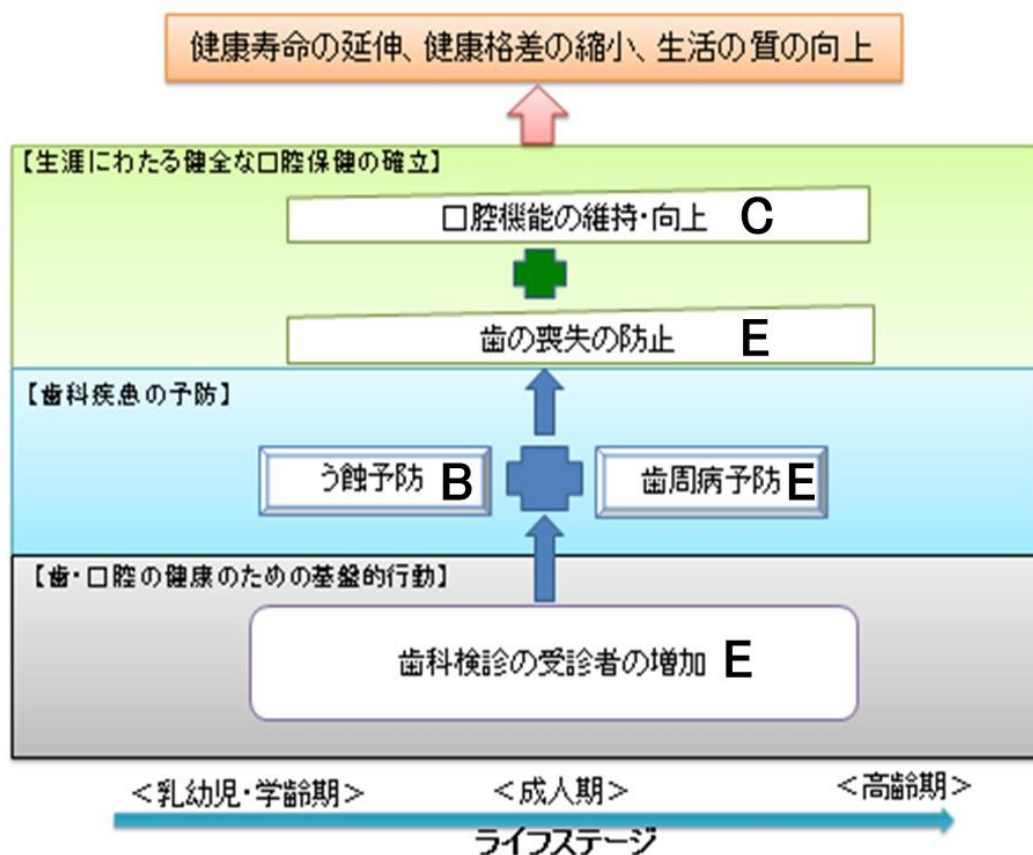 健康寿命の延伸、健康格差の縮小、生活の質の向上
【生涯にわたる健全な口腔保健の確立】
口腔機能の維持・向上 C
歯の喪失の防止 E
【歯科疾患の予防】
う蝕予防 B
歯周病予防 E
【歯・口腔の健康のための基盤的行動】
歯科検診の受診者の増加 E
＜乳幼児・学齢期＞ ＜成人期＞ ＜高齢期＞
ライフステージ